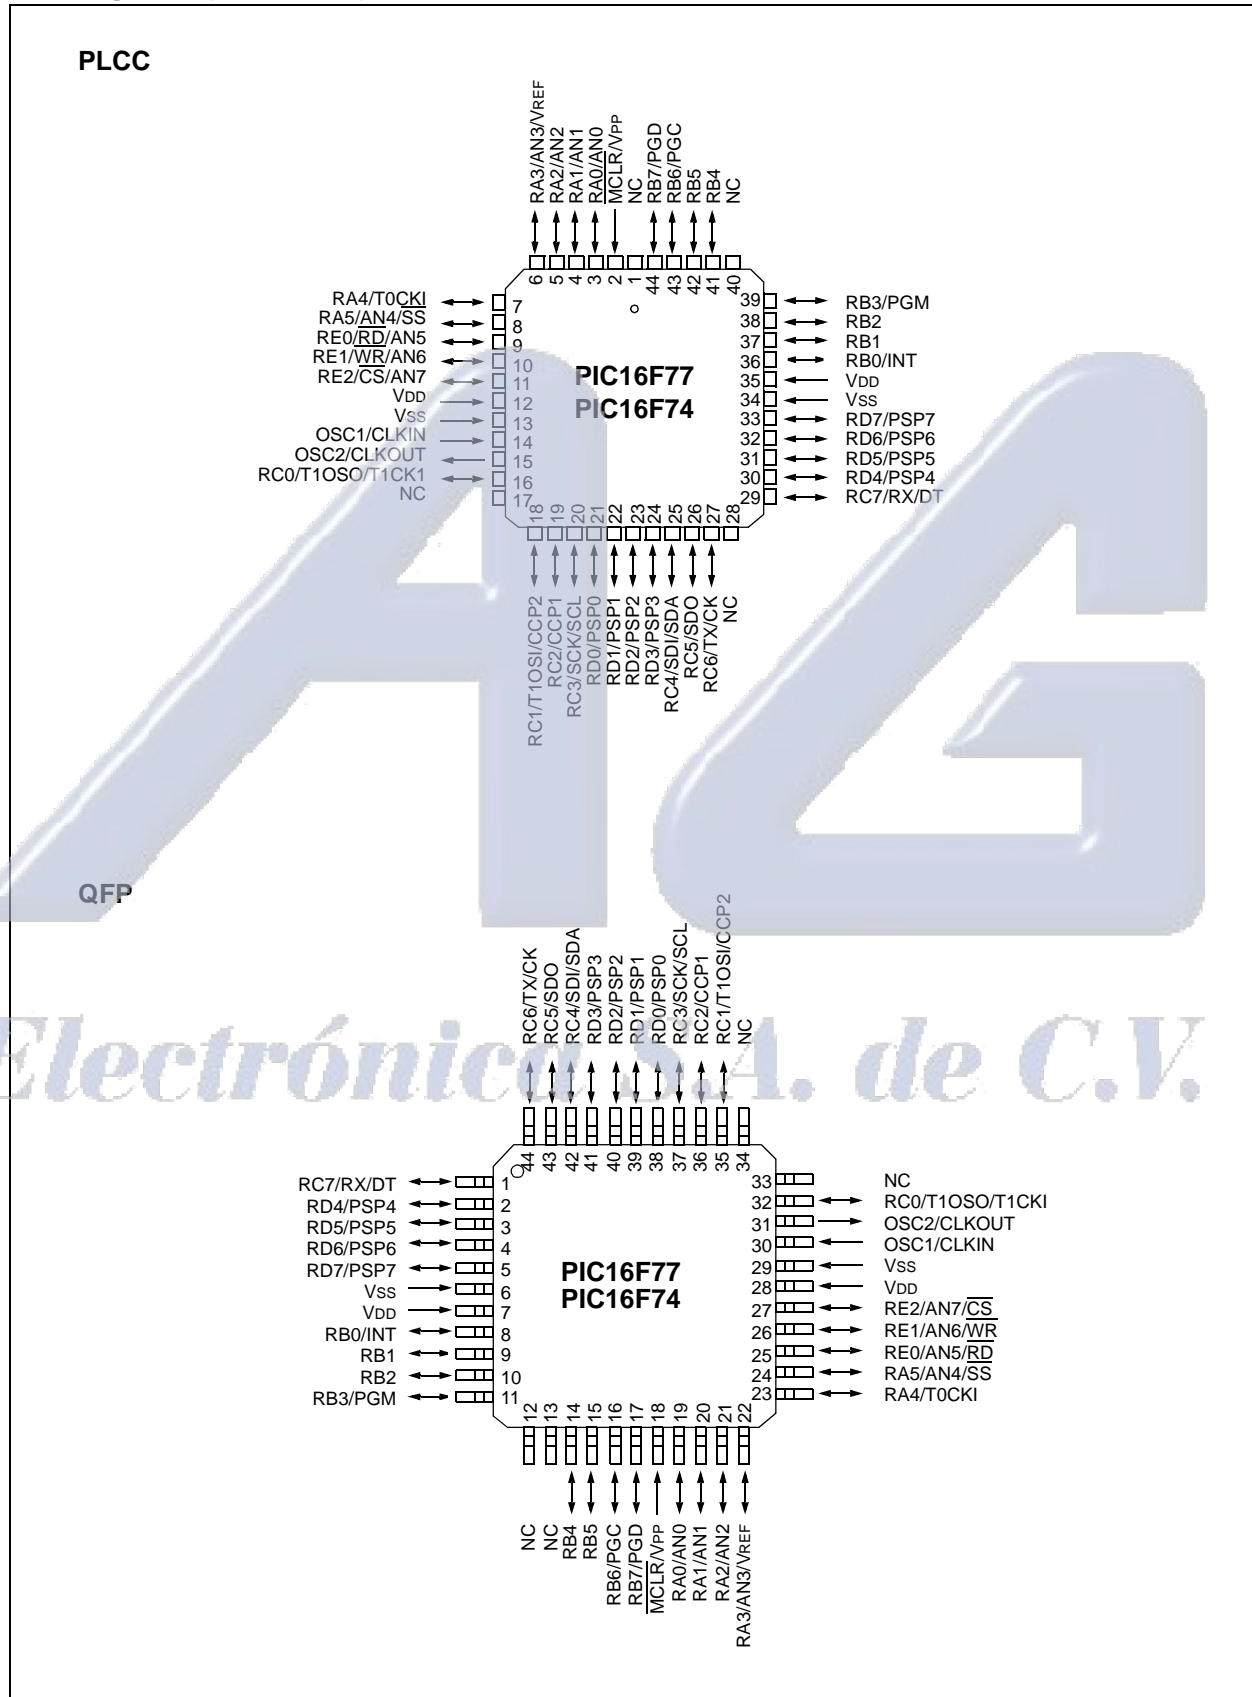 PLCC
RA3/AN3/VREF
RA2/AN2
RA1/AN1
RA0/AN0
MCLR/VPP
NC
RB7/PGD
RB6/PGC
RB5
RB4
NC
6 5 4 3 2 1 44 43 42 41 40
RA4/T0CKI 7
RA5/AN4/SS 8
RE0/RD/AN5 9
RE1/WR/AN6 10
RE2/CS/AN7 11
VDD 12
VSS 13
OSC1/CLKIN 14
OSC2/CLKOUT 15
RC0/T1OSO/T1CK1 16
NC 17
PIC16F77
PIC16F74
39 RB3/PGM
38 RB2
37 RB1
36 RB0/INT
35 VDD
34 VSS
33 RD7/PSP7
32 RD6/PSP6
31 RD5/PSP5
30 RD4/PSP4
29 RC7/RX/DT
18 19 20 21 22 23 24 25 26 27 28
RC1/T1OSI/CCP2
RC2/CCP1
RC3/SCK/SCL
RD0/PSP0
RD1/PSP1
RD2/PSP2
RD3/PSP3
RC4/SDI/SDA
RC5/SDO
RC6/TX/CK
NC
AG
QFP
Electrónica S.A. de C.V.
RC6/TX/CK
RC5/SDO
RC4/SDI/SDA
RD3/PSP3
RD2/PSP2
RD1/PSP1
RD0/PSP0
RC3/SCK/SCL
RC2/CCP1
RC1/T1OSI/CCP2
NC
44 43 42 41 40 39 38 37 36 35 34
RC7/RX/DT 1
RD4/PSP4 2
RD5/PSP5 3
RD6/PSP6 4
RD7/PSP7 5
VSS 6
VDD 7
RB0/INT 8
RB1 9
RB2 10
RB3/PGM 11
PIC16F77
PIC16F74
33 NC
32 RC0/T1OSO/T1CKI
31 OSC2/CLKOUT
30 OSC1/CLKIN
29 VSS
28 VDD
27 RE2/AN7/CS
26 RE1/AN6/WR
25 RE0/AN5/RD
24 RA5/AN4/SS
23 RA4/T0CKI
12 13 14 15 16 17 18 19 20 21 22
NC
NC
RB4
RB5
RB6/PGC
RB7/PGD
MCLR/VPP
RA0/AN0
RA1/AN1
RA2/AN2
RA3/AN3/VREF